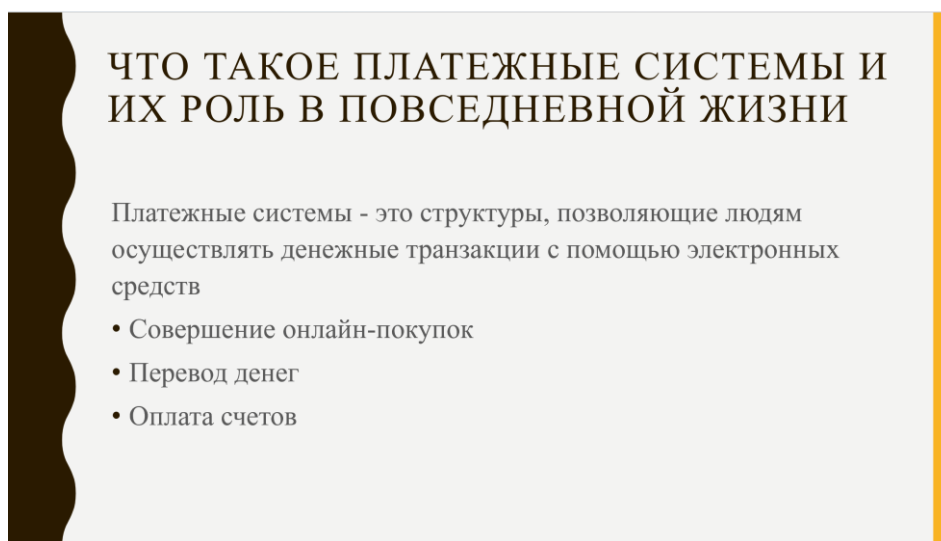 ЧТО ТАКОЕ ПЛАТЕЖНЫЕ СИСТЕМЫ И
ИХ РОЛЬ В ПОВСЕДНЕВНОЙ ЖИЗНИ
Платежные системы - это структуры, позволяющие людям
осуществлять денежные транзакции с помощью электронных
средств
• Совершение онлайн-покупок
• Перевод денег
• Оплата счетов